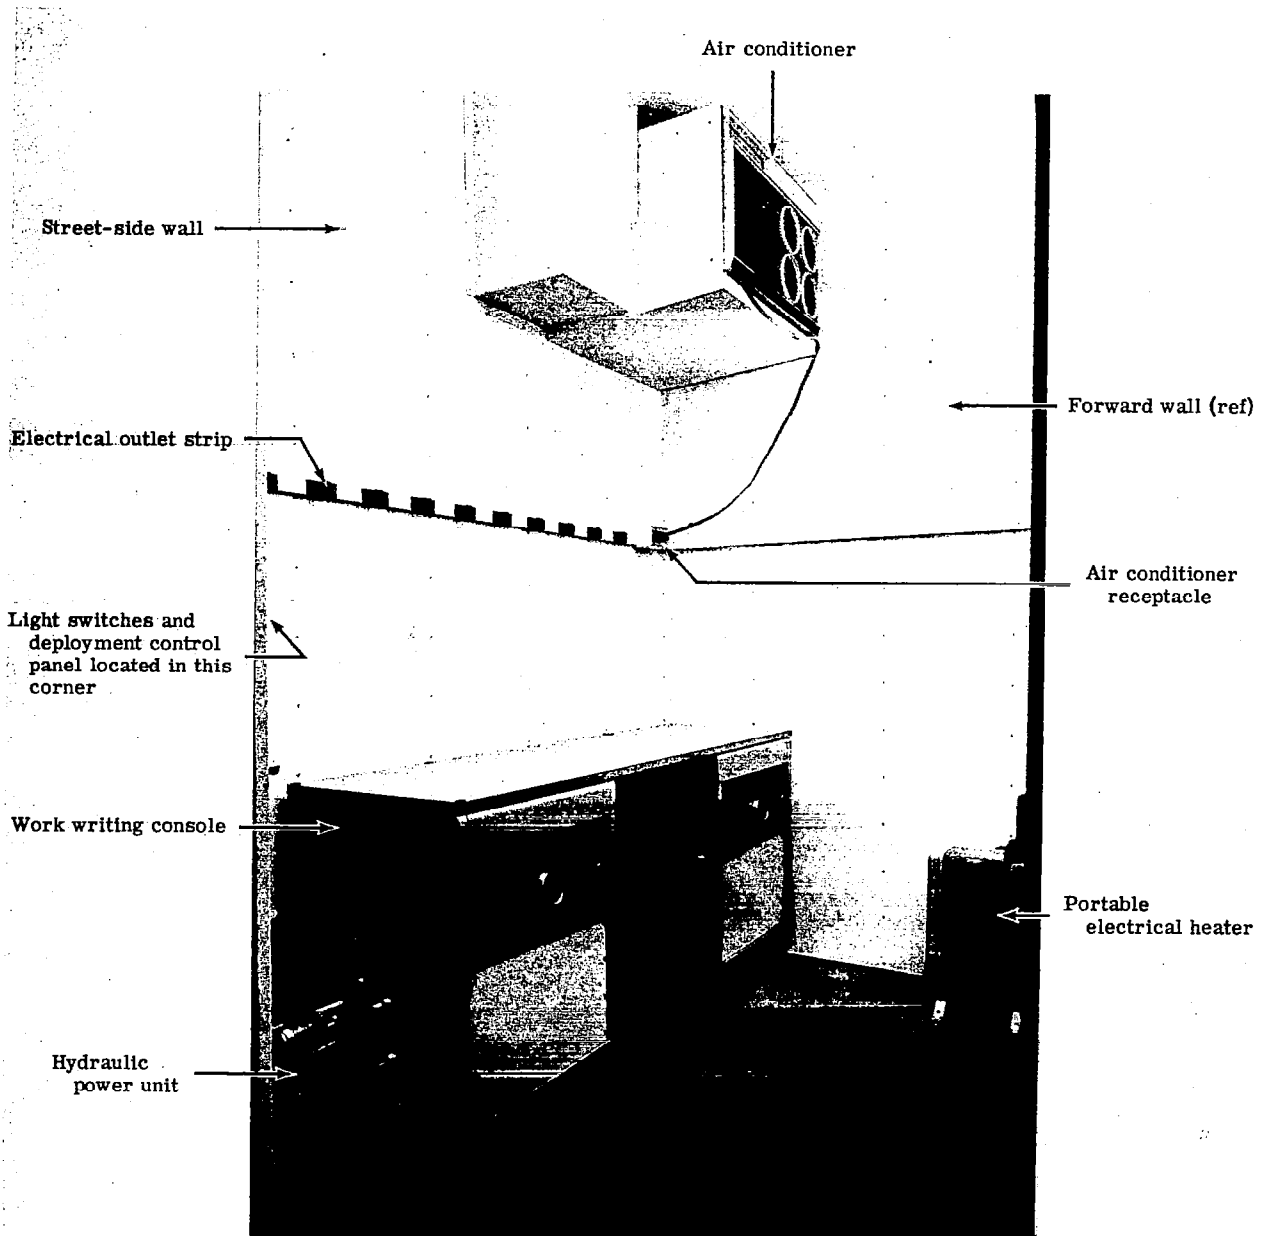 Air conditioner
Street-side wall
Forward wall (ref)
Electrical outlet strip
Air conditioner
receptacle
Light switches and
deployment control
panel located in this
corner
Work writing console
Portable
electrical heater
Hydraulic
power unit